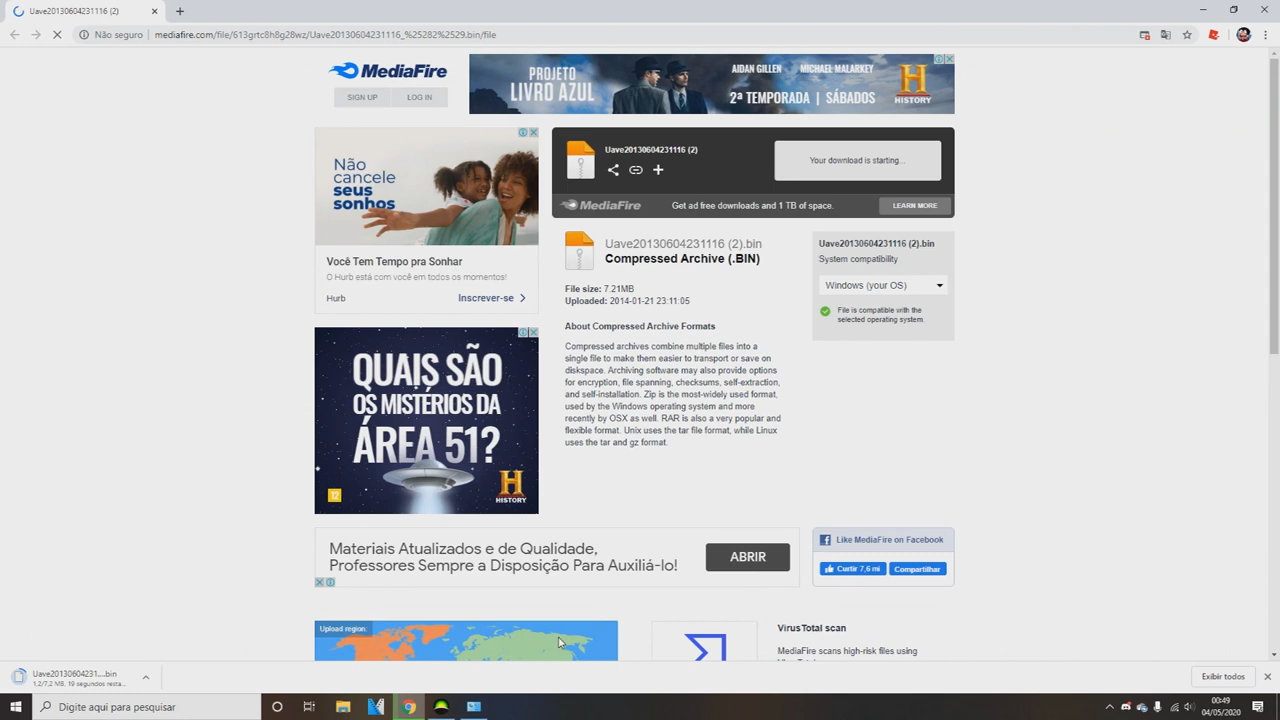 Uave20130604231116 (2)
Não seguro
mediafire.com/file/613grtc8h8g28wz/Uave20130604231116_%25282%2529.bin/file
MediaFire
SIGN UP
LOG IN
PROJETO
LIVRO AZUL
AIDAN GILLEN MICHAEL MALARKEY
2ª TEMPORADA | SÁBADOS
H
HISTORY
Não
cancele
seus
sonhos
Você Tem Tempo pra Sonhar
O Hurb está com você em todos os momentos!
Hurb
Inscrever-se
Uave20130604231116 (2)
Your download is starting...
MediaFire
Get ad free downloads and 1 TB of space.
LEARN MORE
Uave20130604231116 (2).bin
Compressed Archive (.BIN)
File size: 7.21MB
Uploaded: 2014-01-21 23:11:05
About Compressed Archive Formats
Compressed archives combine multiple files into a
single file to make them easier to transport or save on
diskspace. Archiving software may also provide options
for encryption, file spanning, checksums, self-extraction,
and self-installation. Zip is the most-widely used format,
used by the Windows operating system and more
recently by OSX as well. RAR is also a very popular and
flexible format. Unix uses the tar file format, while Linux
uses the tar and gz format.
Uave20130604231116 (2).bin
System compatibility
Windows (your OS)
File is compatible with the
selected operating system
QUAIS SÃO
OS MISTÉRIOS DA
ÁREA 51?
12
H
HISTORY
Materiais Atualizados e de Qualidade,
Professores Sempre a Disposição Para Auxiliá-lo!
ABRIR
Like MediaFire on Facebook
Curtir 7,6 mi
Compartilhar
Upload region:
VirusTotal scan
MediaFire scans high-risk files using
Uave20130604231....bin
1,2/7,2 MB, 19 segundos resta...
Exibir todos
Digite aqui para pesquisar
00:49
04/05/2020